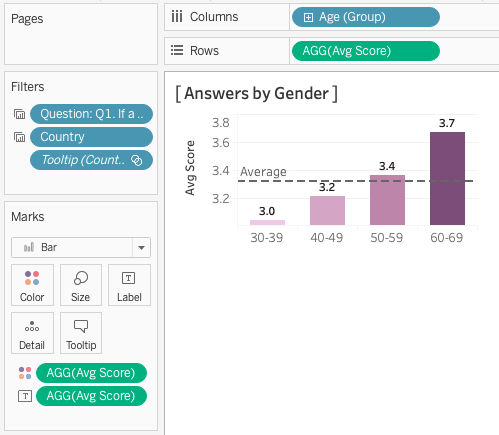 Pages
Columns
Age (Group)
Rows
AGG(Avg Score)
Filters
Question: Q1. If a ..
Country
Tooltip (Count..
Marks
Bar
Color
Size
Label
Detail
Tooltip
AGG(Avg Score)
AGG(Avg Score)
[ Answers by Gender ]
Avg Score
3.8
3.6
3.4
3.2
Average
3.0
3.2
3.4
3.7
30-39
40-49
50-59
60-69